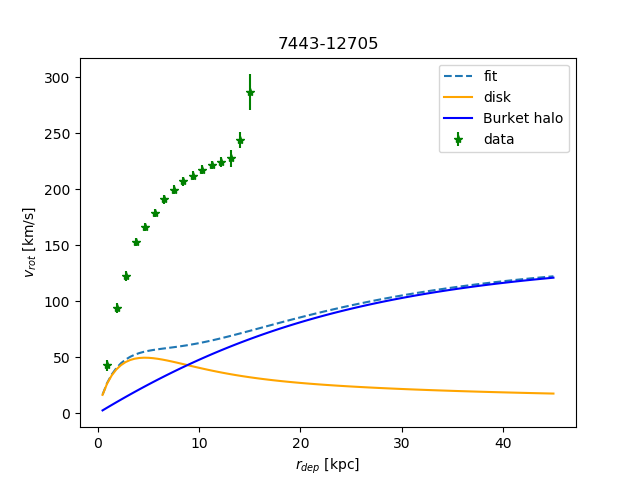 7443-12705
300
250
200
150
100
50
0
v_rot [km/s]
fit
disk
Burket halo
data
0 10 20 30 40
r_dep [kpc]